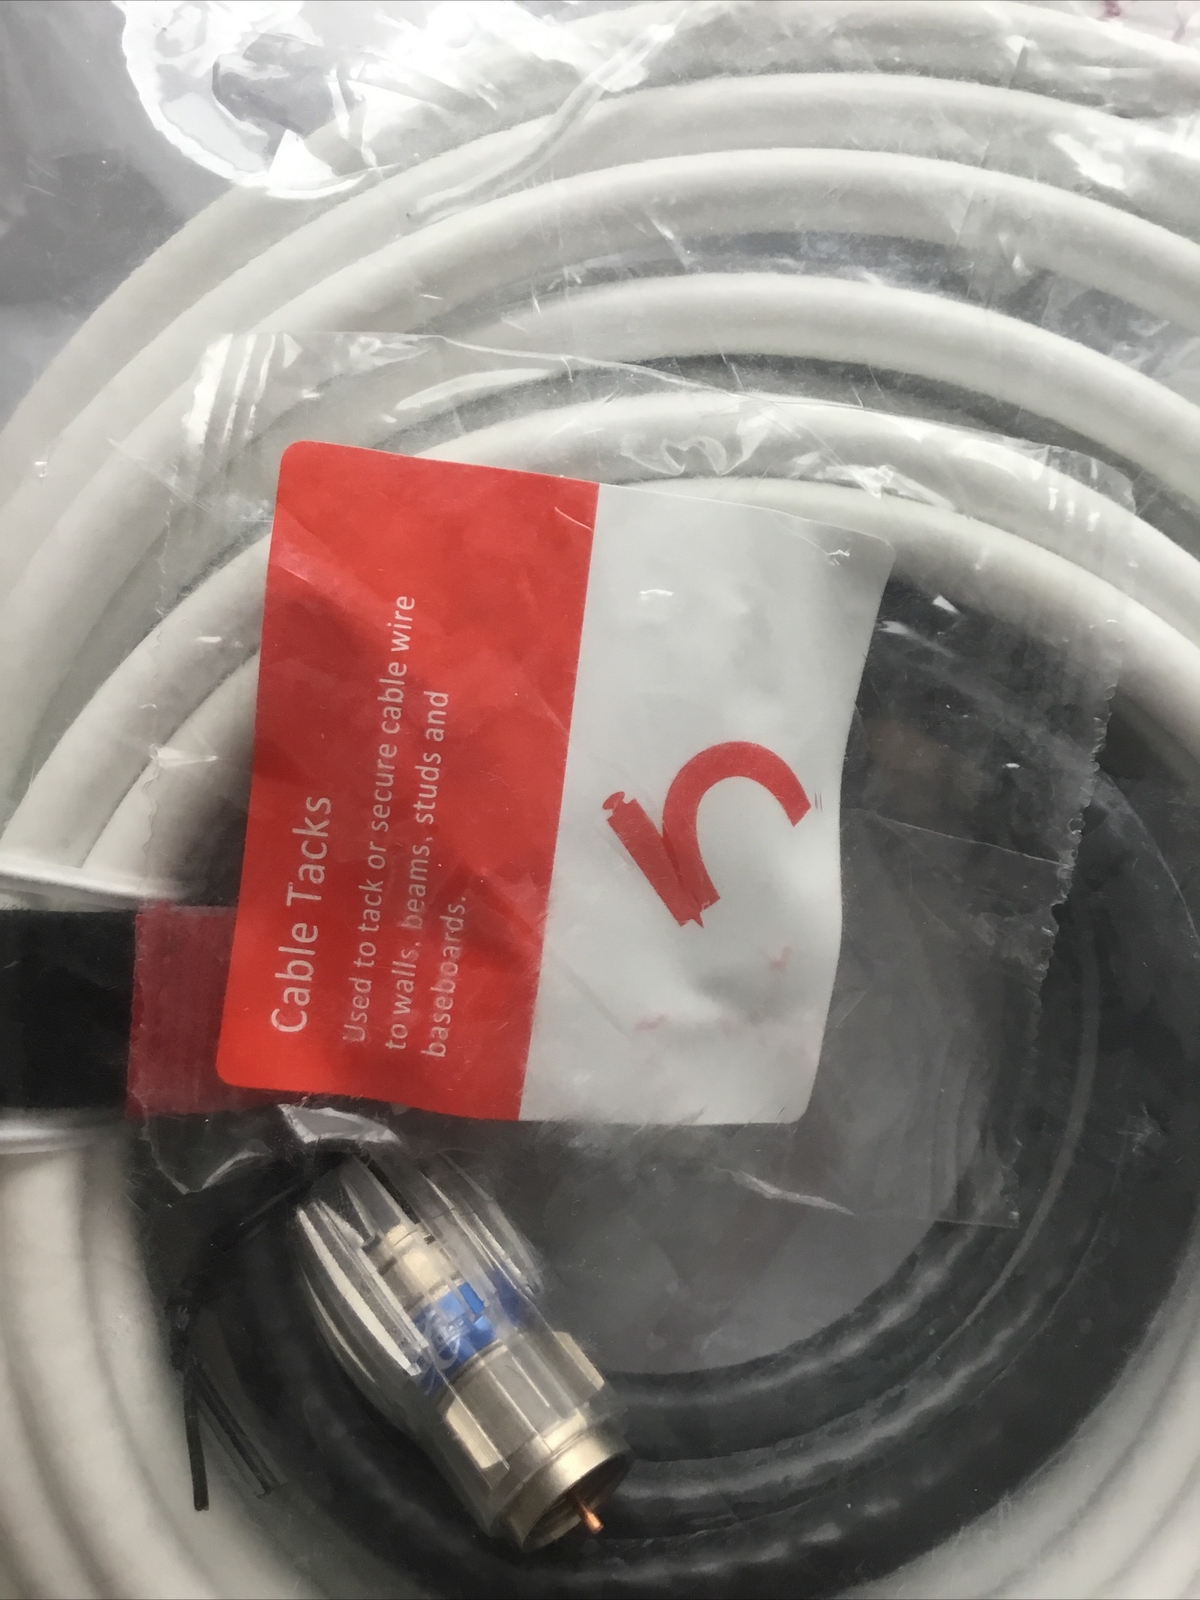 Cable Tacks
Used to tack or secure cable wire
to walls, beams, studs and
baseboards.